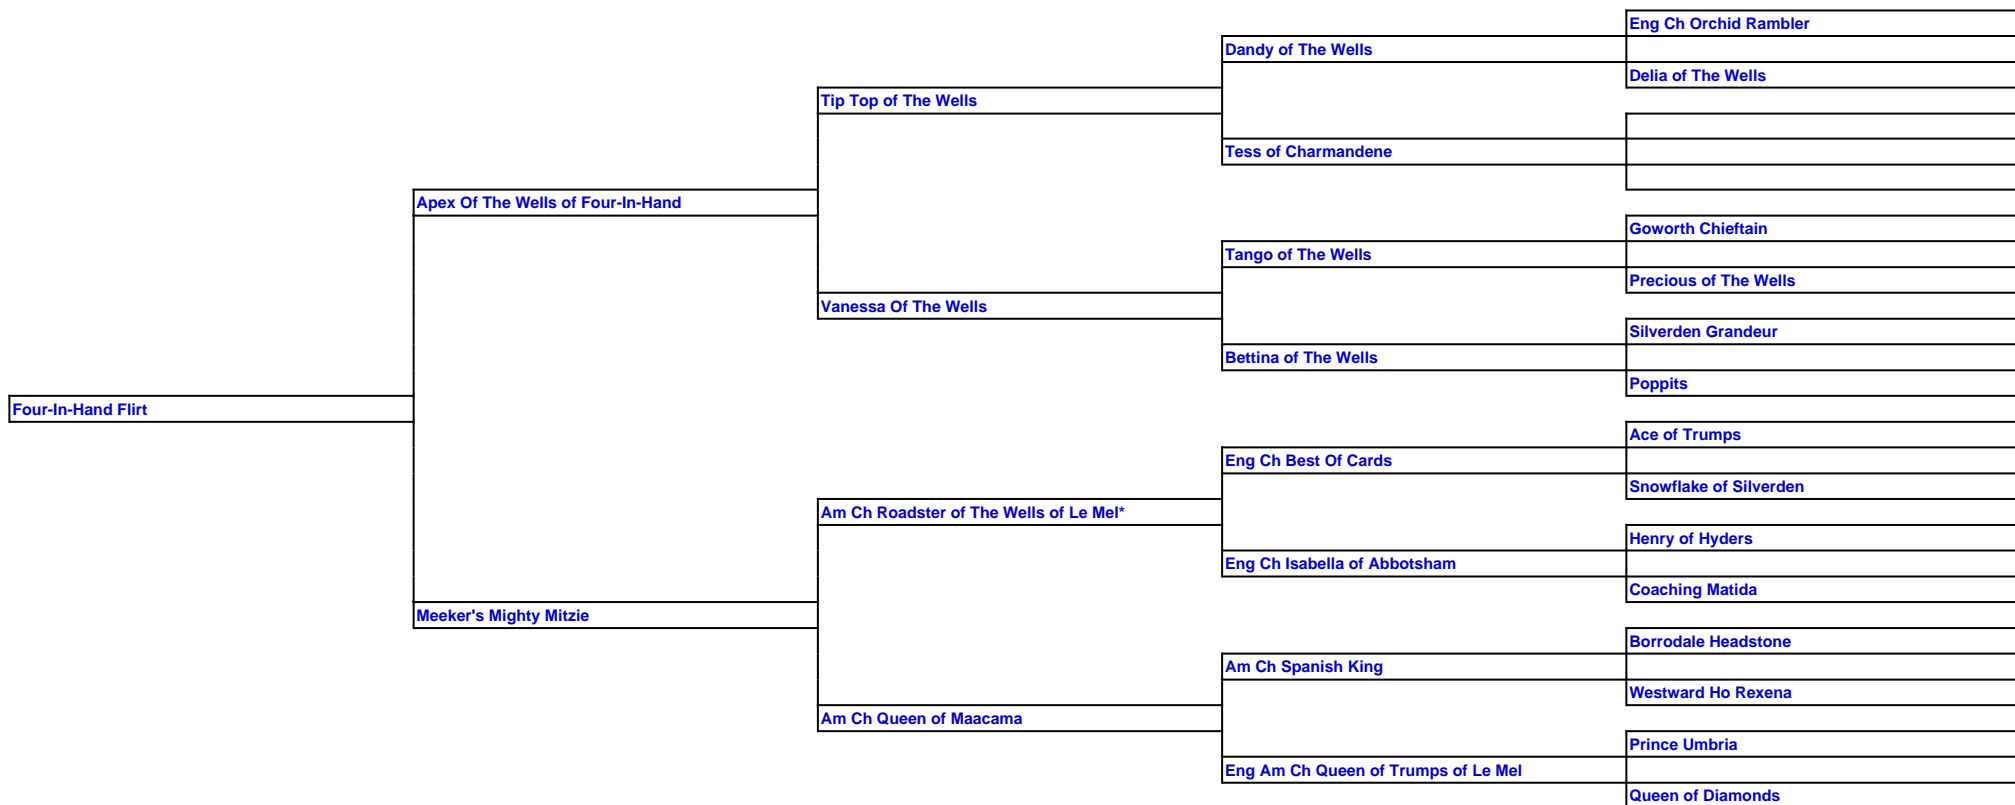 Eng Ch Orchid Rambler
Dandy of The Wells
Delia of The Wells
Tip Top of The Wells
Tess of Charmandene
Apex Of The Wells of Four-In-Hand
Goworth Chieftain
Tango of The Wells
Precious of The Wells
Vanessa Of The Wells
Silverden Grandeur
Bettina of The Wells
Poppits
Four-In-Hand Flirt
Ace of Trumps
Eng Ch Best Of Cards
Snowflake of Silverden
Am Ch Roadster of The Wells of Le Mel*
Henry of Hyders
Eng Ch Isabella of Abbotsham
Coaching Matida
Meeker's Mighty Mitzie
Borrodale Headstone
Am Ch Spanish King
Westward Ho Rexena
Am Ch Queen of Maacama
Prince Umbria
Eng Am Ch Queen of Trumps of Le Mel
Queen of Diamonds